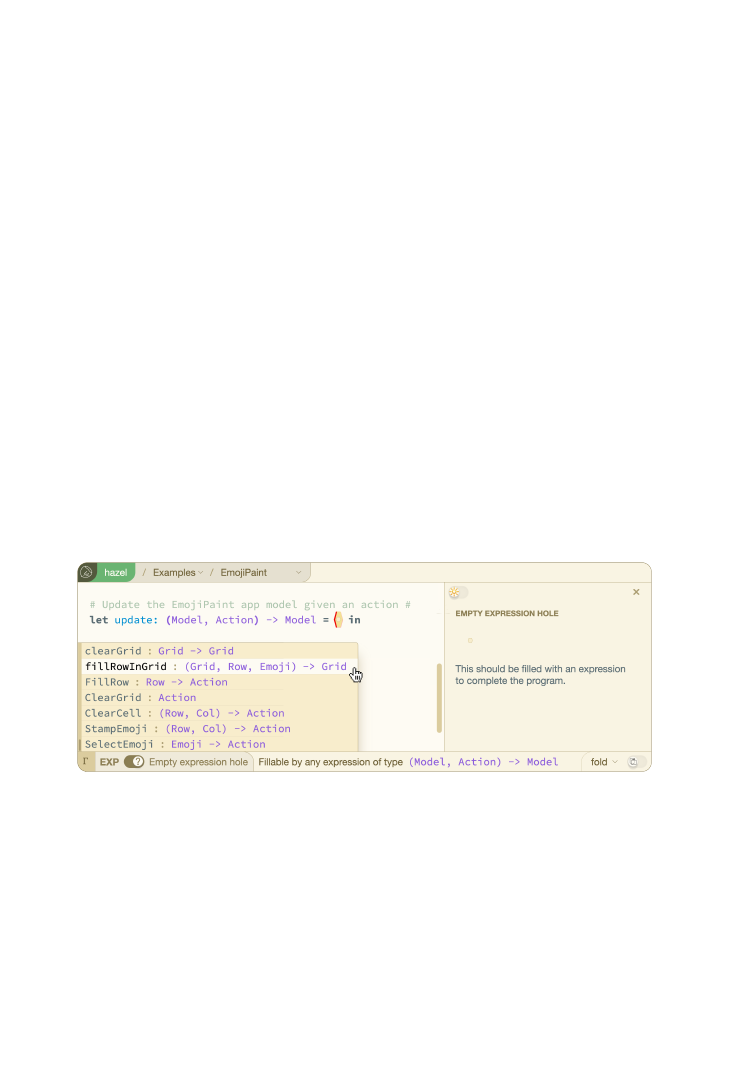 hazel / Examples / EmojiPaint
# Update the EmojiPaint app model given an action #
let update: (Model, Action) -> Model = in
clearGrid : Grid -> Grid
fillRowInGrid : (Grid, Row, Emoji) -> Grid
FillRow : Row -> Action
ClearGrid : Action
ClearCell : (Row, Col) -> Action
StampEmoji : (Row, Col) -> Action
SelectEmoji : Emoji -> Action
EMPTY EXPRESSION HOLE
This should be filled with an expression
to complete the program.
Γ EXP ? Empty expression hole Fillable by any expression of type (Model, Action) -> Model fold